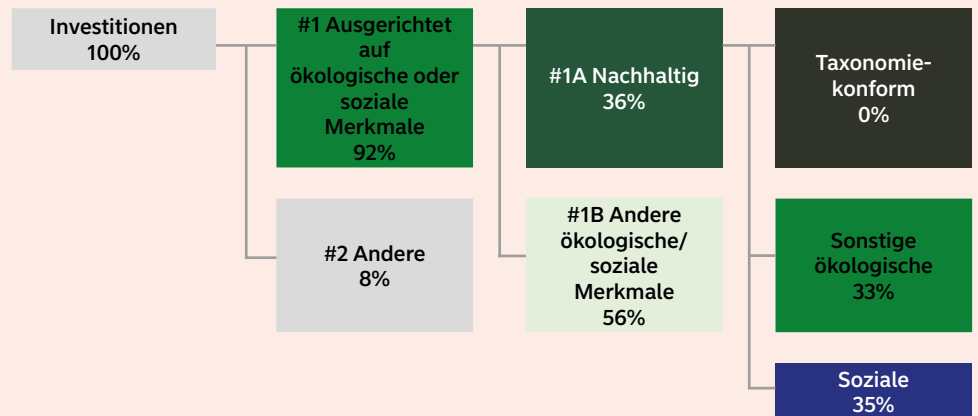 Investitionen
100%
#1 Ausgerichtet
auf
ökologische oder
soziale
Merkmale
92%
#2 Andere
8%
#1A Nachhaltig
36%
#1B Andere
ökologische/
soziale
Merkmale
56%
Taxonomie-
konform
0%
Sonstige
ökologische
33%
Soziale
35%